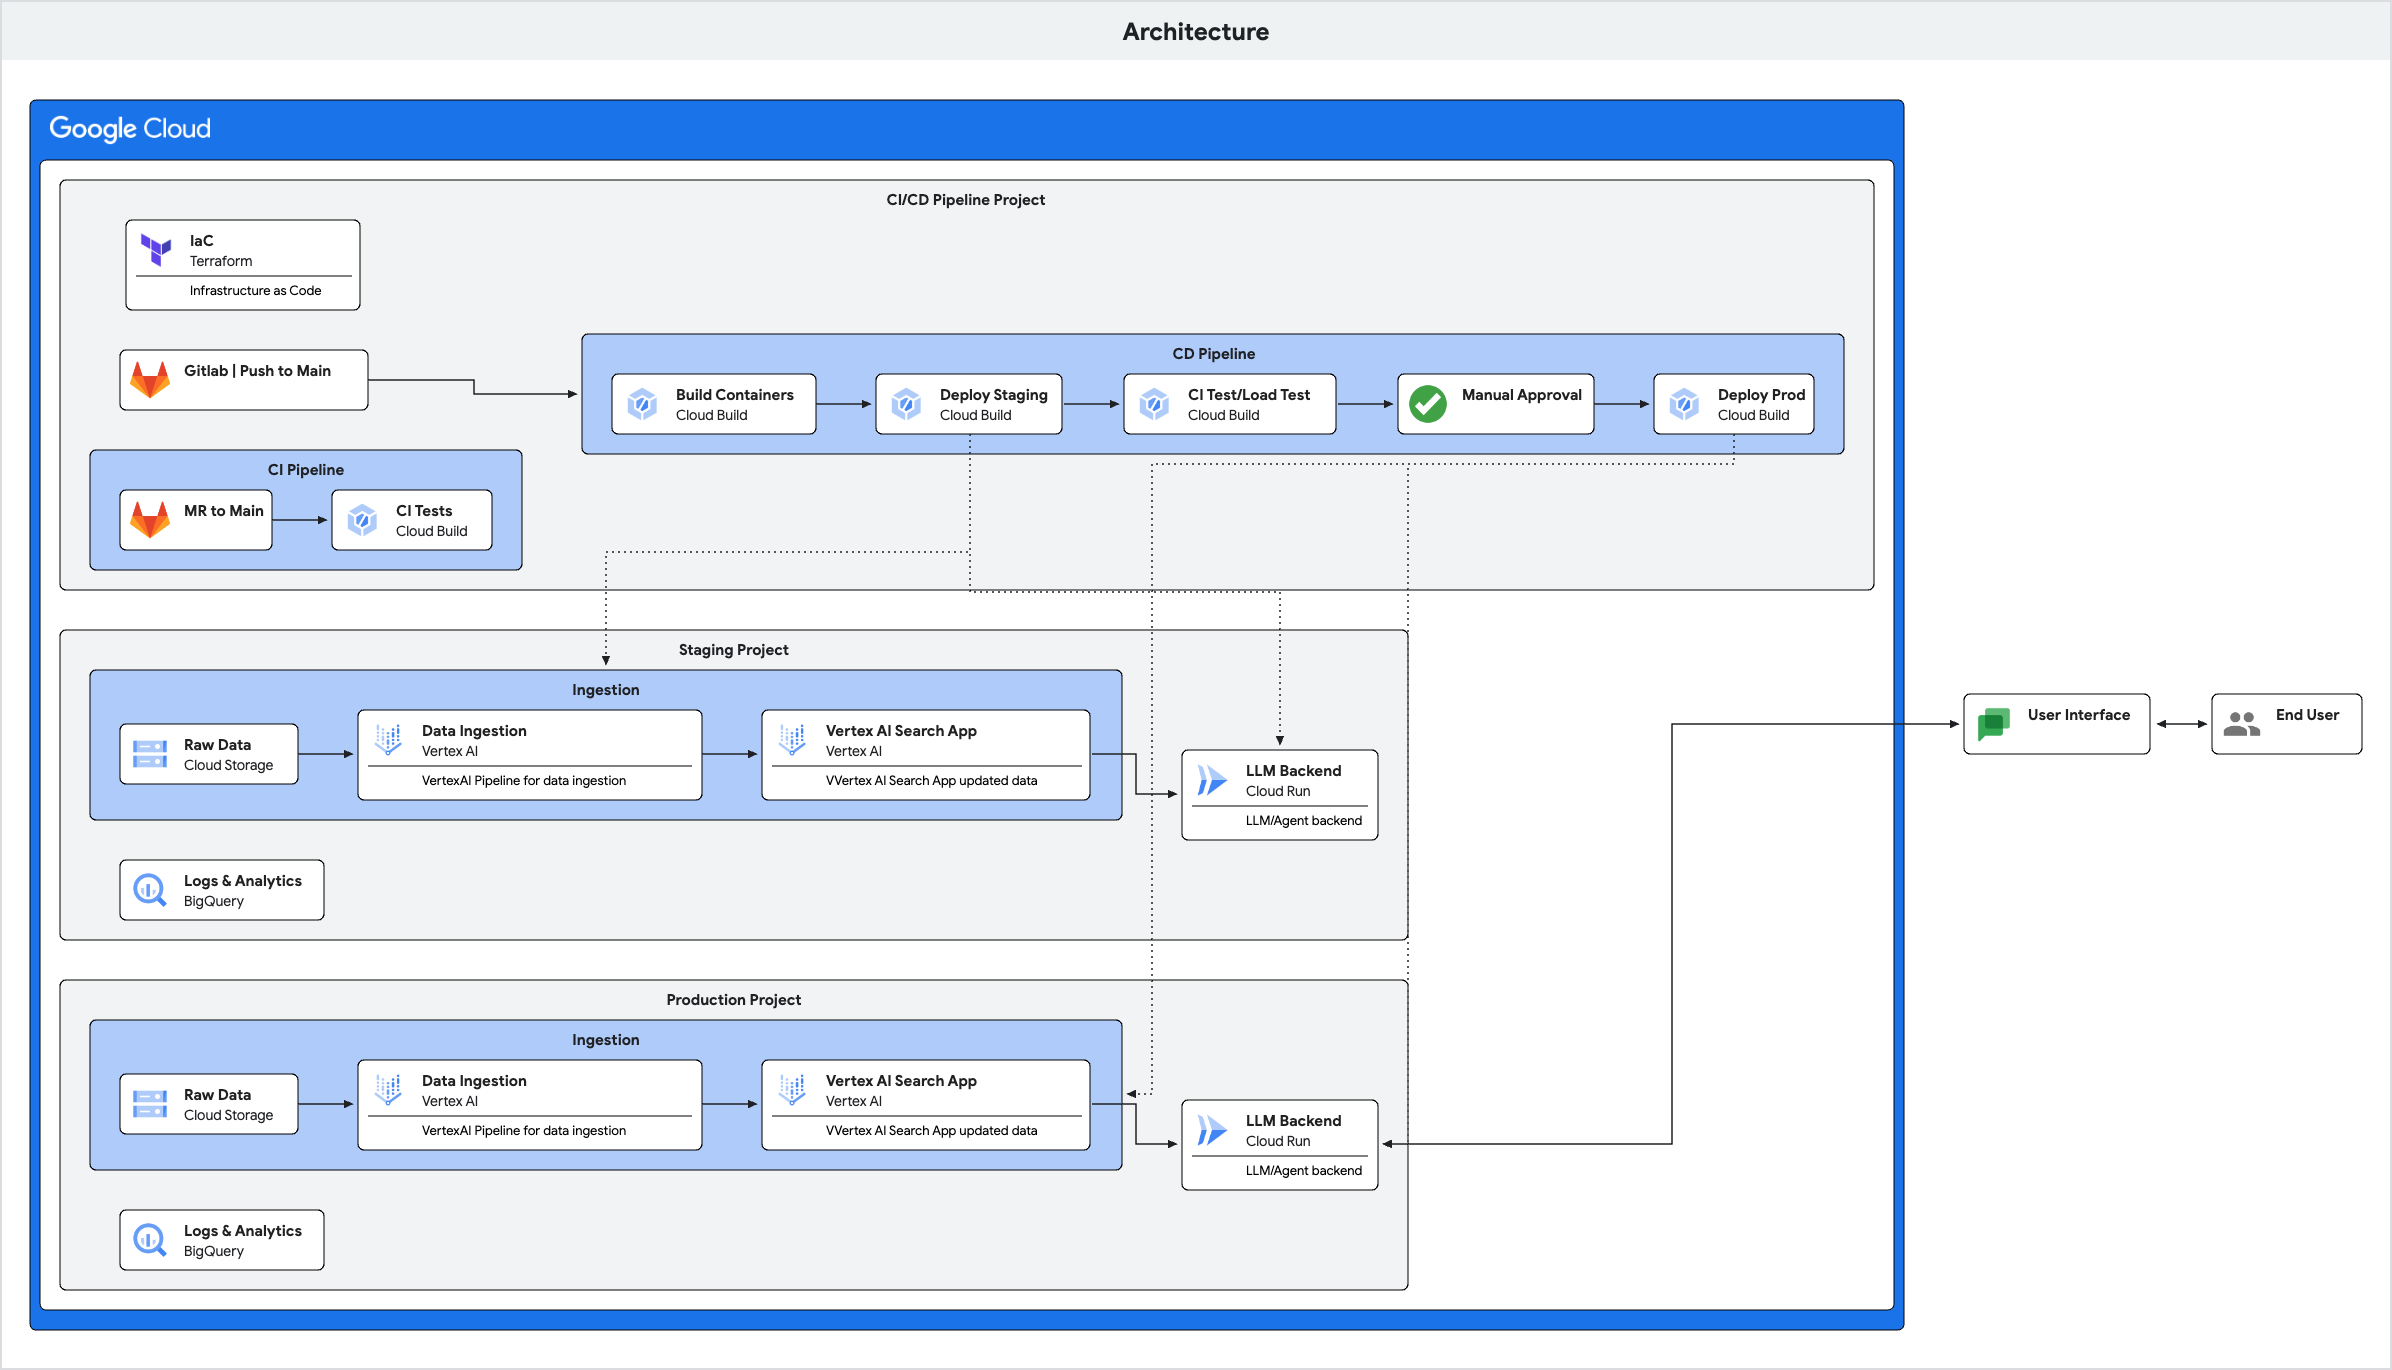 Architecture
Google Cloud
CI/CD Pipeline Project
IaC
Terraform
Infrastructure as Code
Gitlab | Push to Main
CD Pipeline
Build Containers
Cloud Build
Deploy Staging
Cloud Build
CI Test/Load Test
Cloud Build
Manual Approval
Deploy Prod
Cloud Build
CI Pipeline
MR to Main
CI Tests
Cloud Build
Staging Project
Ingestion
Raw Data
Cloud Storage
Data Ingestion
Vertex AI
VertexAI Pipeline for data ingestion
Vertex AI Search App
Vertex AI
VVertex AI Search App updated data
LLM Backend
Cloud Run
LLM/Agent backend
Logs & Analytics
BigQuery
User Interface
End User
Production Project
Ingestion
Raw Data
Cloud Storage
Data Ingestion
Vertex AI
VertexAI Pipeline for data ingestion
Vertex AI Search App
Vertex AI
VVertex AI Search App updated data
LLM Backend
Cloud Run
LLM/Agent backend
Logs & Analytics
BigQuery